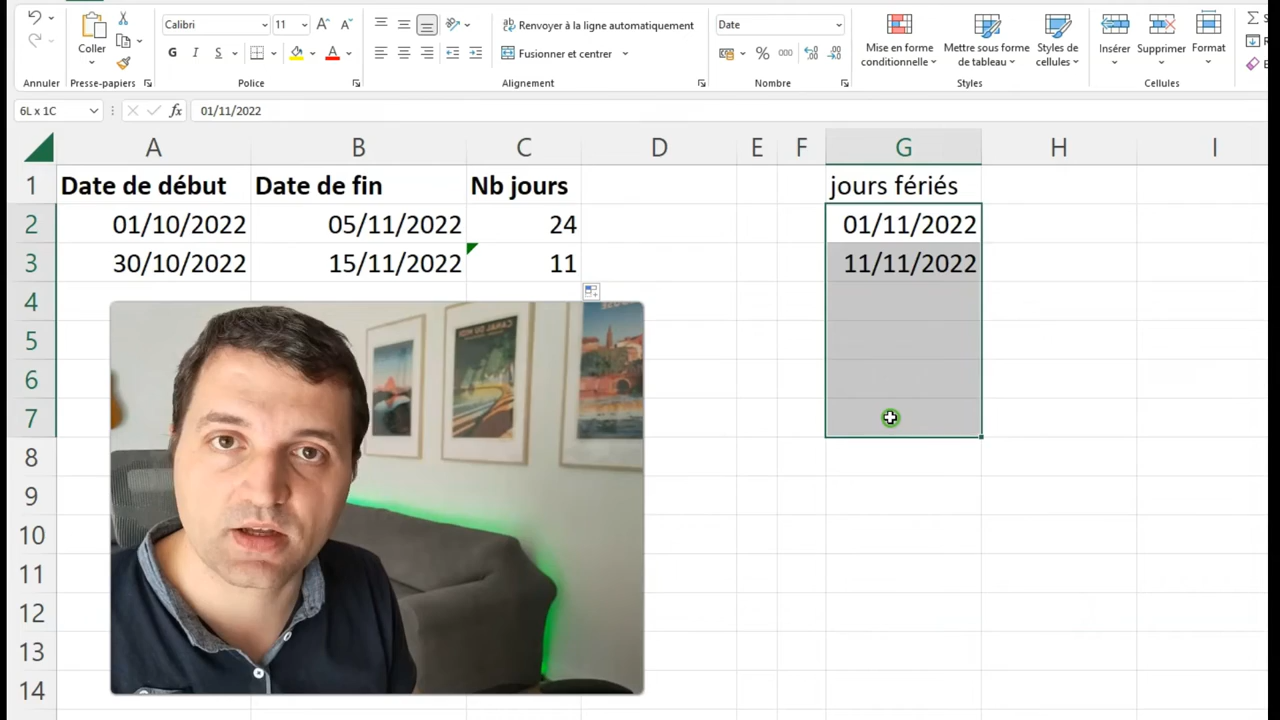 Calibri 11 Renvoyer à la ligne automatiquement Date
Coller G I S Fusionner et centrer % 000 Mise en forme conditionnelle Mettre sous forme de tableau Styles de cellules Insérer Supprimer Format
Annuler Presse-papiers Police Alignement Nombre Styles Cellules
6L x 1C fx 01/11/2022
A B C D E F G H I
1 Date de début Date de fin Nb jours jours fériés
2 01/10/2022 05/11/2022 24 01/11/2022
3 30/10/2022 15/11/2022 11 11/11/2022
4
5
6
7
8
9
10
11
12
13
14